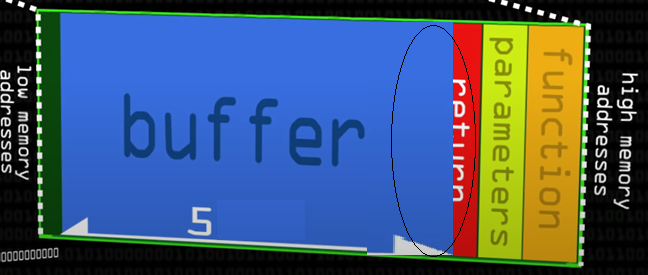 low memory
addresses
buffer
5
return
parameters
function
high memory
addresses